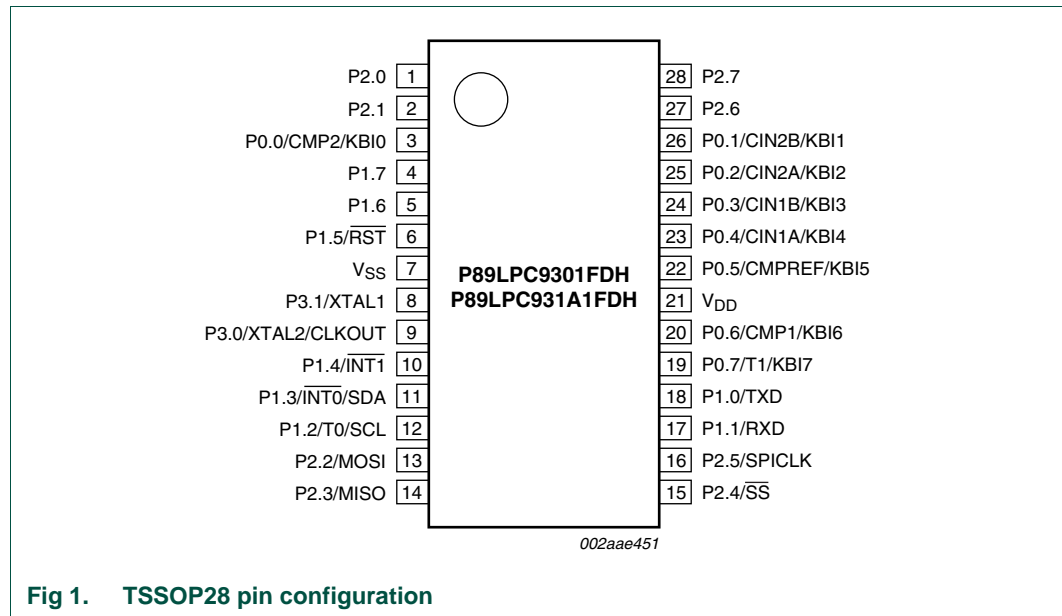 P2.0 1 28 P2.7
P2.1 2 27 P2.6
P0.0/CMP2/KBI0 3 26 P0.1/CIN2B/KBI1
P1.7 4 25 P0.2/CIN2A/KBI2
P1.6 5 24 P0.3/CIN1B/KBI3
P1.5/R̅S̅T̅ 6 23 P0.4/CIN1A/KBI4
VSS 7 22 P0.5/CMPREF/KBI5
P89LPC9301FDH
P89LPC931A1FDH
P3.1/XTAL1 8 21 VDD
P3.0/XTAL2/CLKOUT 9 20 P0.6/CMP1/KBI6
P1.4/I̅N̅T̅1̅ 10 19 P0.7/T1/KBI7
P1.3/I̅N̅T̅0̅/SDA 11 18 P1.0/TXD
P1.2/T0/SCL 12 17 P1.1/RXD
P2.2/MOSI 13 16 P2.5/SPICLK
P2.3/MISO 14 15 P2.4/S̅S̅
002aae451
Fig 1. TSSOP28 pin configuration